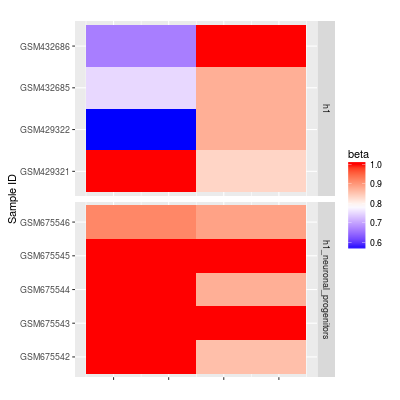 GSM432686
GSM432685
GSM429322
GSM429321
h1
GSM675546
GSM675545
GSM675544
GSM675543
GSM675542
h1_neuronal_progenitors
Sample ID
beta
1.0
0.9
0.8
0.7
0.6